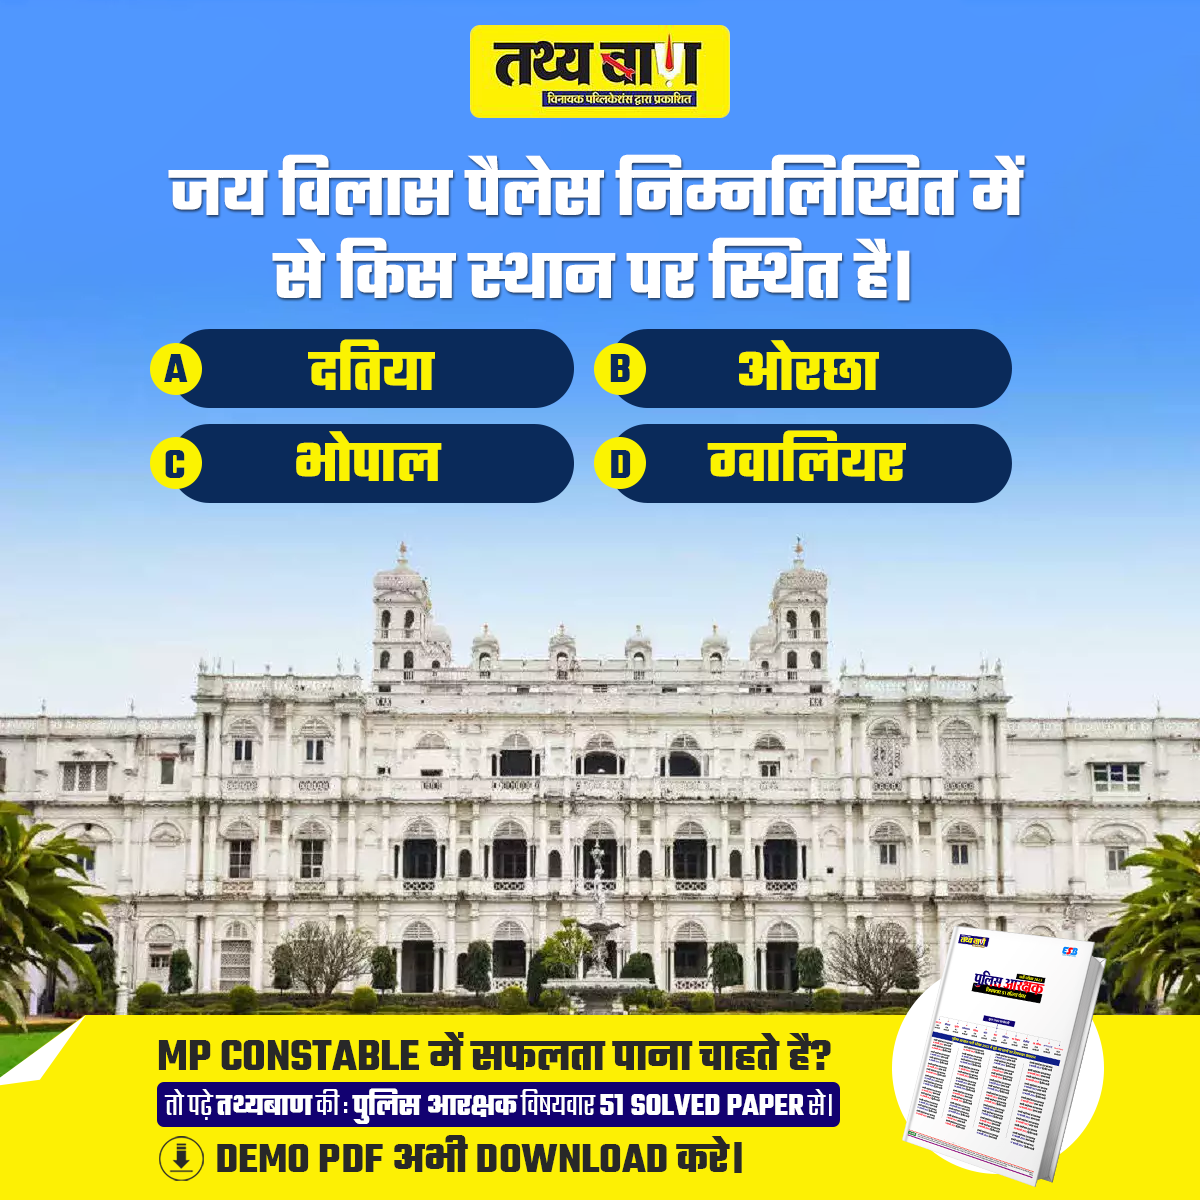 तथ्य बाण
विनायक पब्लिकेशंस द्वारा प्रकाशित
जय विलास पैलेस निम्नलिखित में
से किस स्थान पर स्थित है।
A दतिया
B ओरछा
C भोपाल
D ग्वालियर
MP CONSTABLE में सफलता पाना चाहते है?
तो पढ़े तथ्यबाण की : पुलिस आरक्षक विषयवार 51 SOLVED PAPER से।
DEMO PDF अभी DOWNLOAD करे।
तथ्य बाण
पुलिस आरक्षक